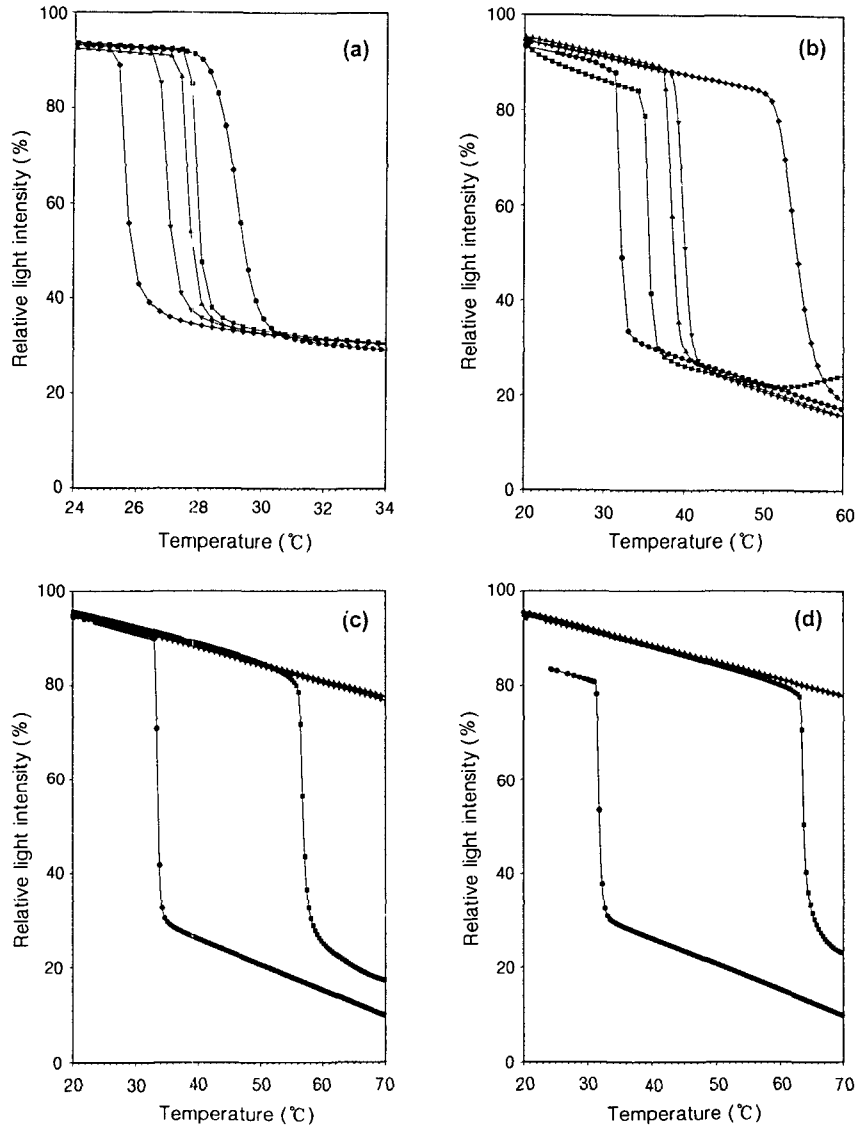 (a)
Relative light intensity (%)
100
80
60
40
20
0
24 26 28 30 32 34
Temperature (℃)
(b)
Relative light intensity (%)
100
80
60
40
20
0
20 30 40 50 60
Temperature (℃)
(c)
Relative light intensity (%)
100
80
60
40
20
0
20 30 40 50 60 70
Temperature (℃)
(d)
Relative light intensity (%)
100
80
60
40
20
0
20 30 40 50 60 70
Temperature (℃)